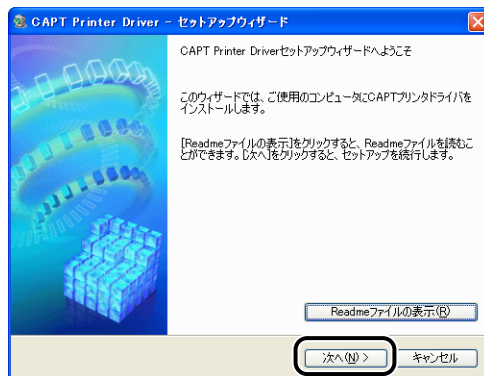 CAPT Printer Driver - セットアップウィザード
CAPT Printer Driverセットアップウィザードへようこそ
このウィザードでは、ご使用のコンピュータにCAPTプリンタドライバを
インストールします。
[Readmeファイルの表示]をクリックすると、Readmeファイルを読むこ
とができます。[次へ]をクリックすると、セットアップを続行します。
Readmeファイルの表示(R)
次へ(N) > キャンセル